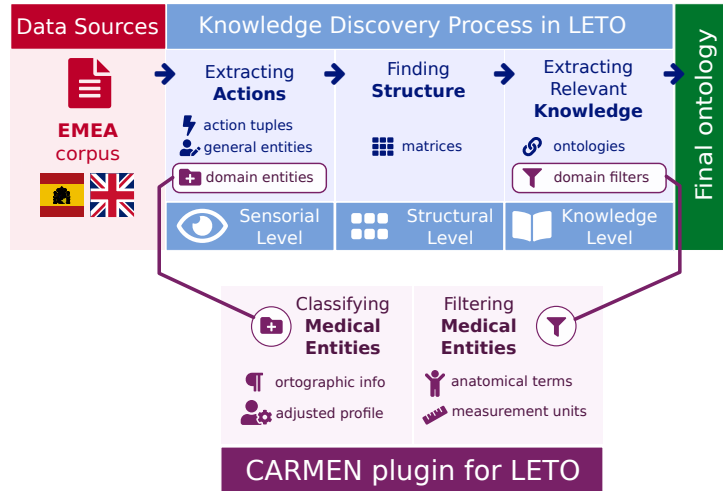 Data Sources
Knowledge Discovery Process in LETO
EMEA
corpus
Extracting
Actions
action tuples
general entities
domain entities
Sensorial
Level
Finding
Structure
matrices
Structural
Level
Extracting
Relevant
Knowledge
ontologies
domain filters
Knowledge
Level
Final ontology
Classifying
Medical
Entities
ortographic info
adjusted profile
Filtering
Medical
Entities
anatomical terms
measurement units
CARMEN plugin for LETO